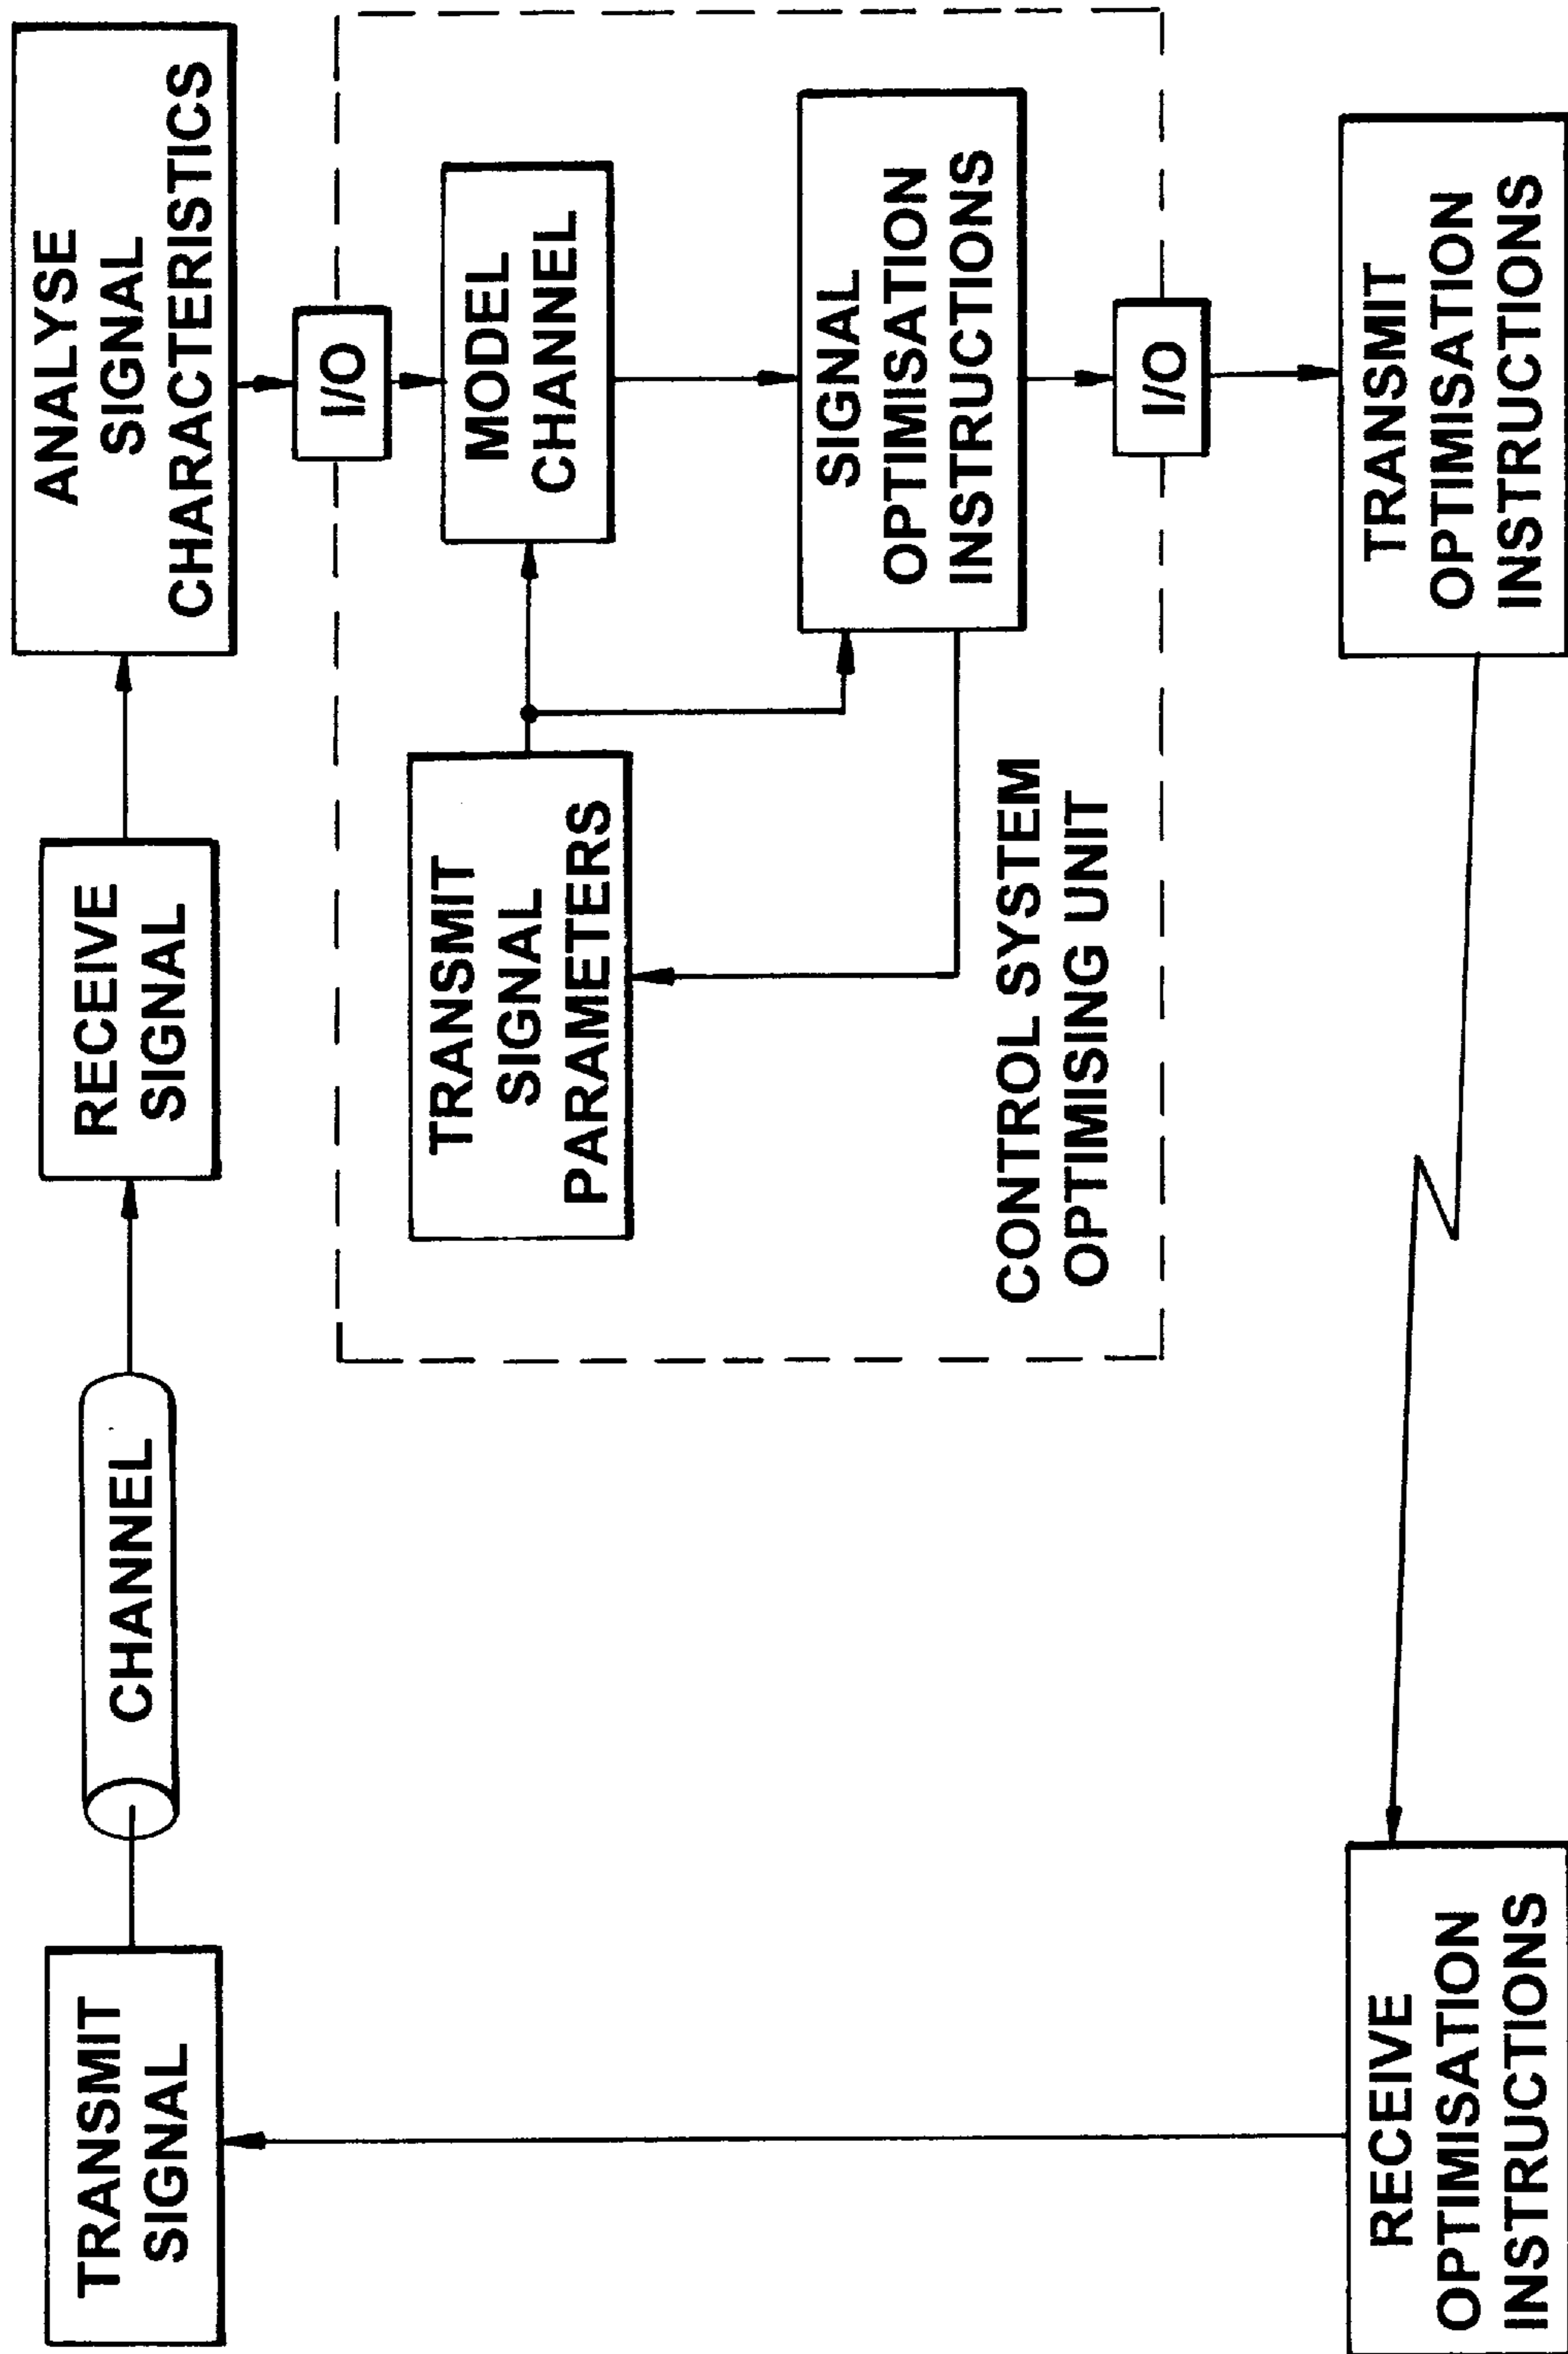 TRANSMIT
SIGNAL
CHANNEL
RECEIVE
SIGNAL
ANALYSE
SIGNAL
CHARACTERISTICS
I/O
TRANSMIT
SIGNAL
PARAMETERS
MODEL
CHANNEL
SIGNAL
OPTIMISATION
INSTRUCTIONS
CONTROL SYSTEM
OPTIMISING UNIT
I/O
RECEIVE
OPTIMISATION
INSTRUCTIONS
TRANSMIT
OPTIMISATION
INSTRUCTIONS